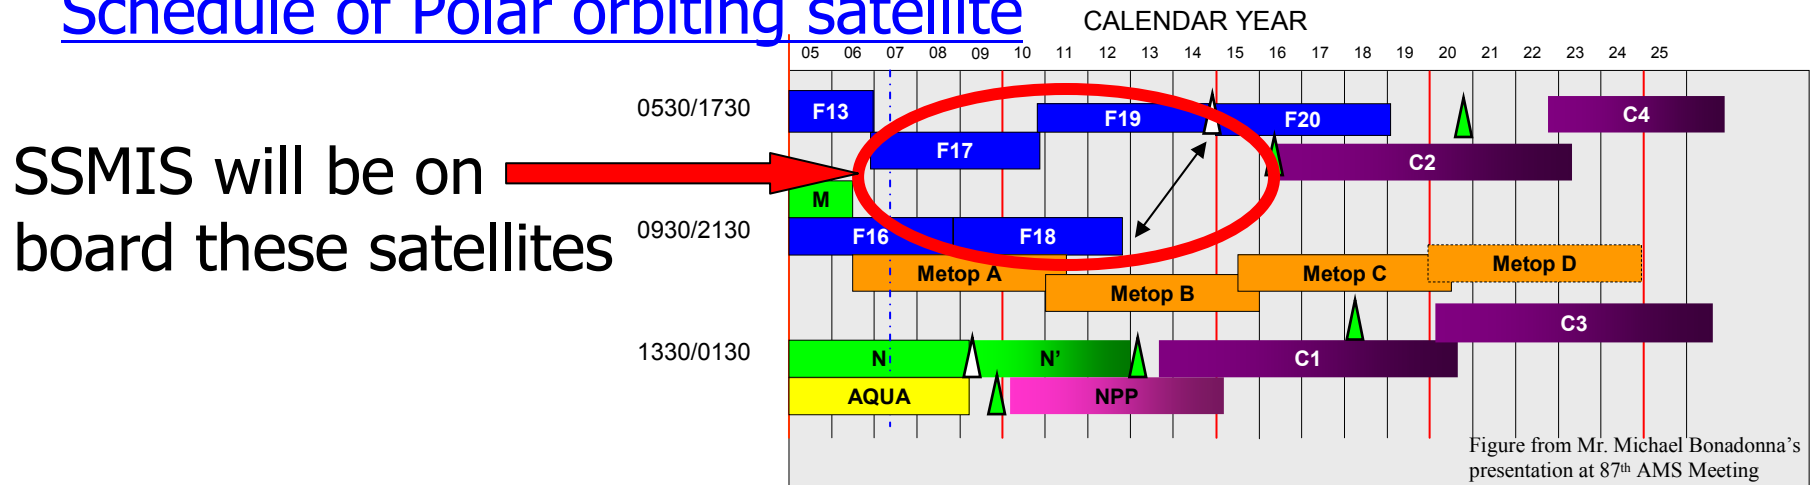 Schedule of Polar orbiting satellite
CALENDAR YEAR
05 06 07 08 09 10 11 12 13 14 15 16 17 18 19 20 21 22 23 24 25
0530/1730
F13
F19
F20
C4
F17
C2
SSMIS will be on
board these satellites
M
0930/2130
F16
F18
Metop A
Metop B
Metop C
Metop D
C3
1330/0130
N
N'
C1
AQUA
NPP
Figure from Mr. Michael Bonadonna's
presentation at 87th AMS Meeting